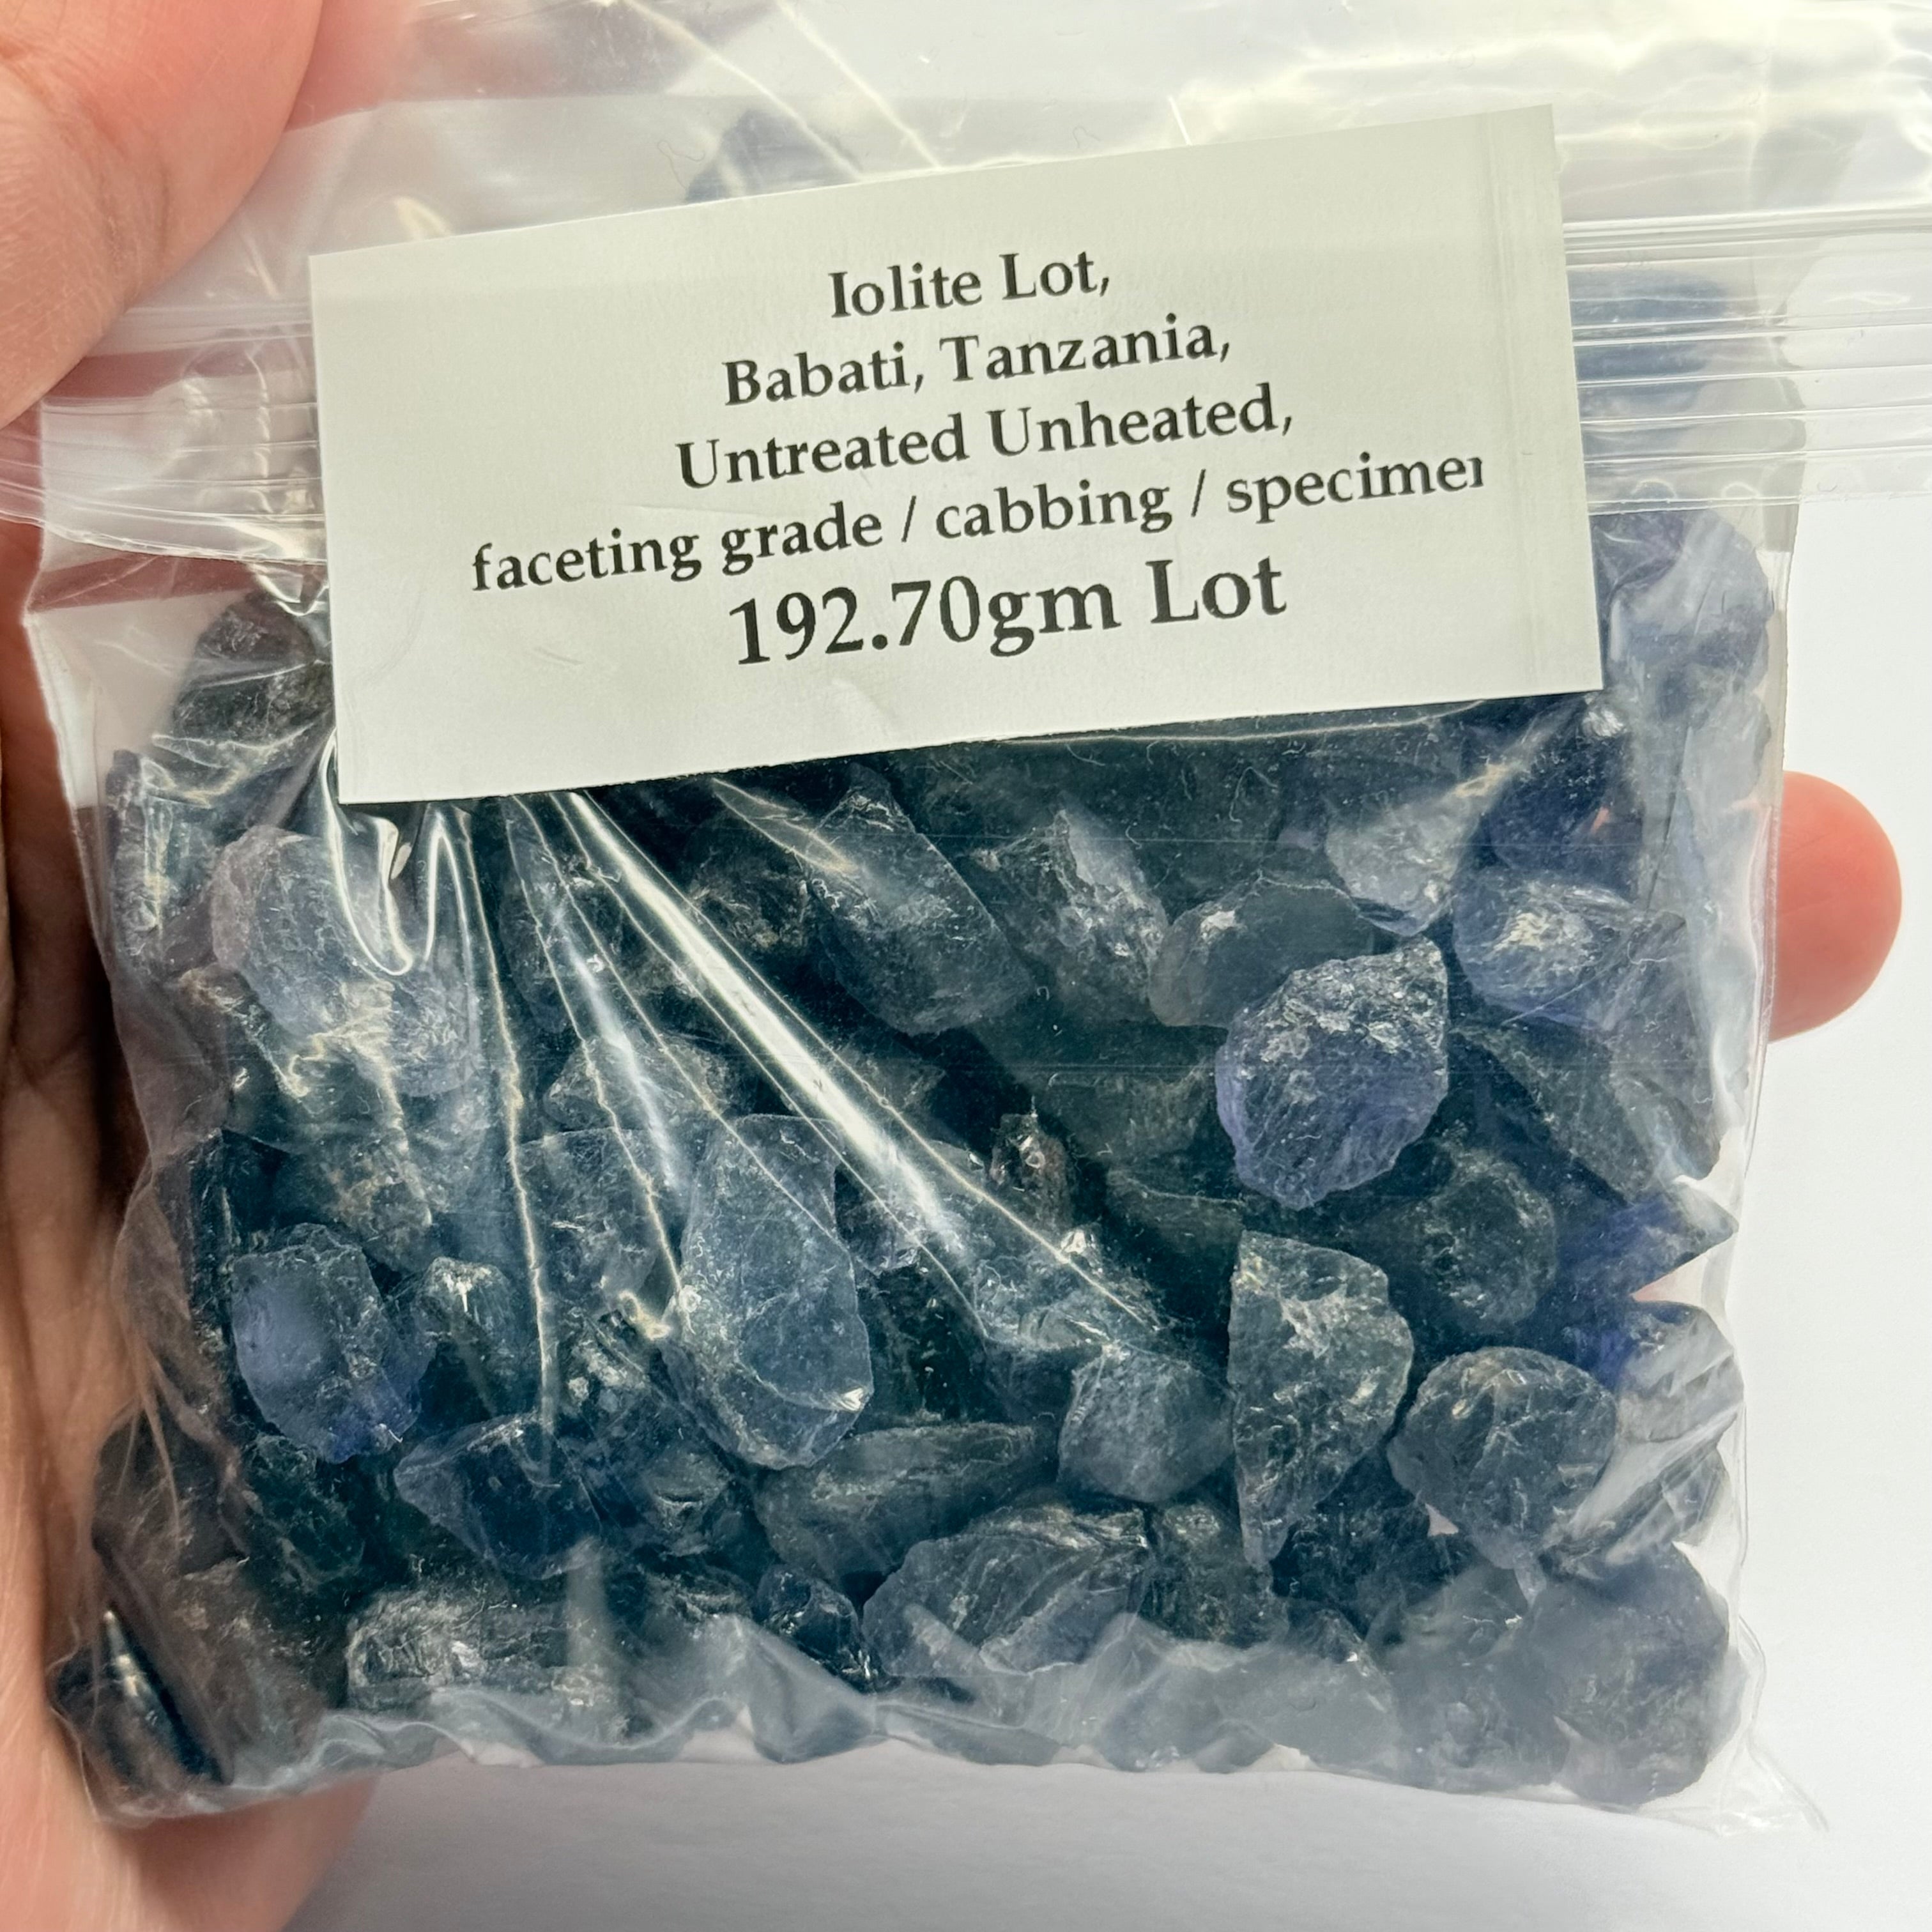 Iolite Lot,
Babati, Tanzania,
Untreated Unheated,
faceting grade / cabbing / specimen
192.70gm Lot